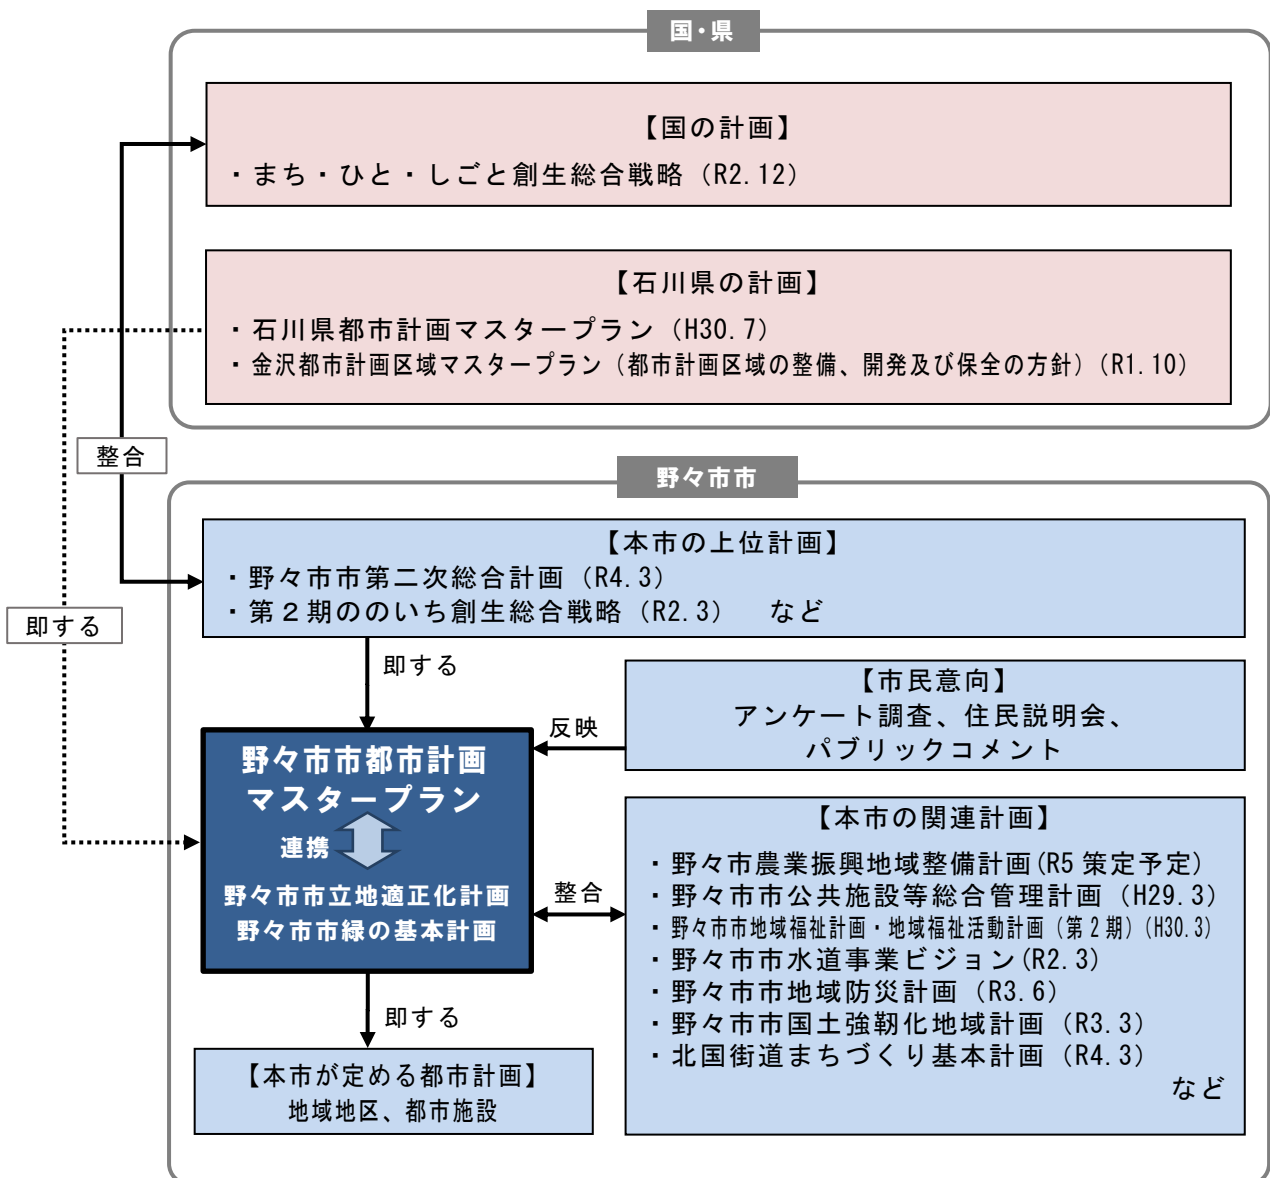 国・県
【国の計画】
・まち・ひと・しごと創生総合戦略（R2.12）
【石川県の計画】
・石川県都市計画マスタープラン（H30.7）
・金沢都市計画区域マスタープラン（都市計画区域の整備、開発及び保全の方針）（R1.10）
整合
野々市市
【本市の上位計画】
・野々市市第二次総合計画（R4.3）
・第２期ののいち創生総合戦略（R2.3）　など
即する
即する
【市民意向】
アンケート調査、住民説明会、
パブリックコメント
反映
野々市市都市計画
マスタープラン
連携
野々市市立地適正化計画
野々市市緑の基本計画
整合
【本市の関連計画】
・野々市農業振興地域整備計画(R5 策定予定)
・野々市市公共施設等総合管理計画（H29.3）
・野々市市地域福祉計画・地域福祉活動計画（第２期）（H30.3）
・野々市市水道事業ビジョン(R2.3)
・野々市市地域防災計画（R3.6）
・野々市市国土強靭化地域計画（R3.3）
・北国街道まちづくり基本計画（R4.3）
など
即する
【本市が定める都市計画】
地域地区、都市施設